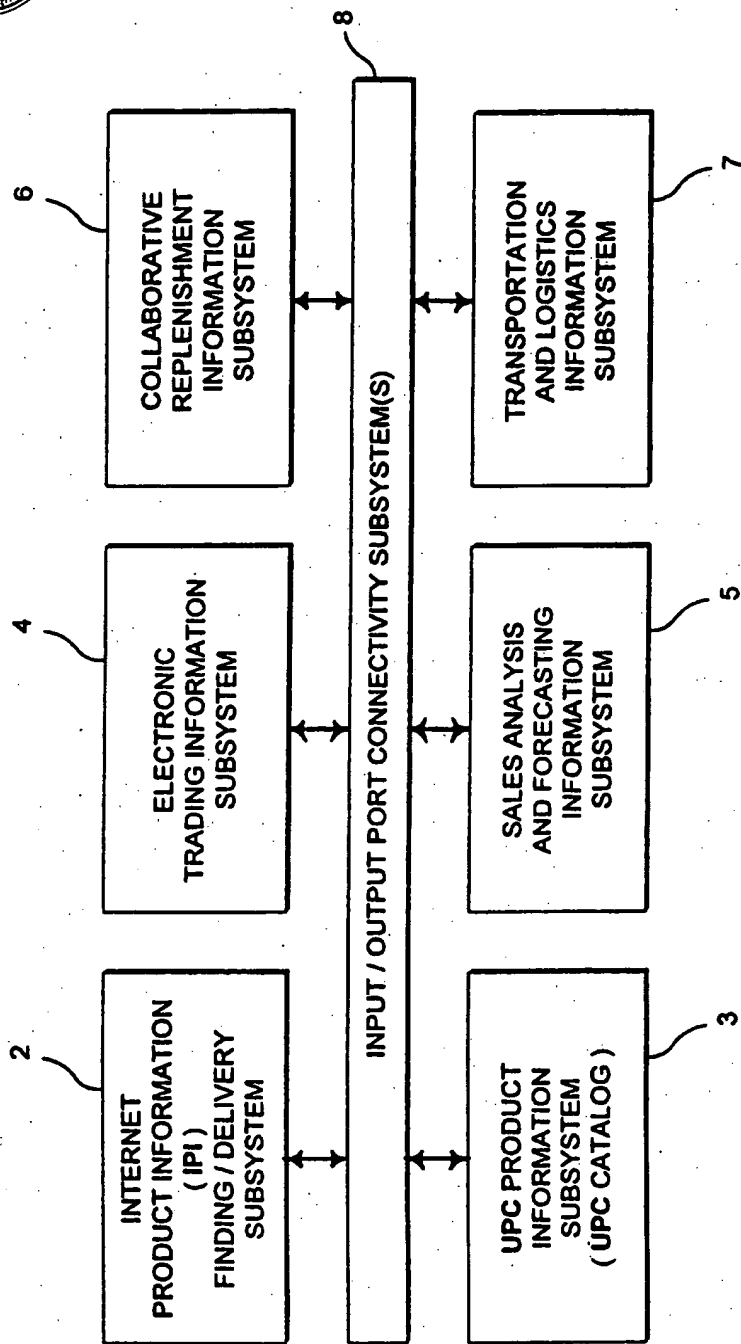 2
INTERNET
PRODUCT INFORMATION
( IPI )
FINDING / DELIVERY
SUBSYSTEM
4
ELECTRONIC
TRADING INFORMATION
SUBSYSTEM
6
COLLABORATIVE
REPLENISHMENT
INFORMATION
SUBSYSTEM
INPUT / OUTPUT PORT CONNECTIVITY SUBSYSTEM(S)
8
UPC PRODUCT
INFORMATION
SUBSYSTEM
( UPC CATALOG )
3
SALES ANALYSIS
AND FORECASTING
INFORMATION
SUBSYSTEM
5
TRANSPORTATION
AND LOGISTICS
INFORMATION
SUBSYSTEM
7